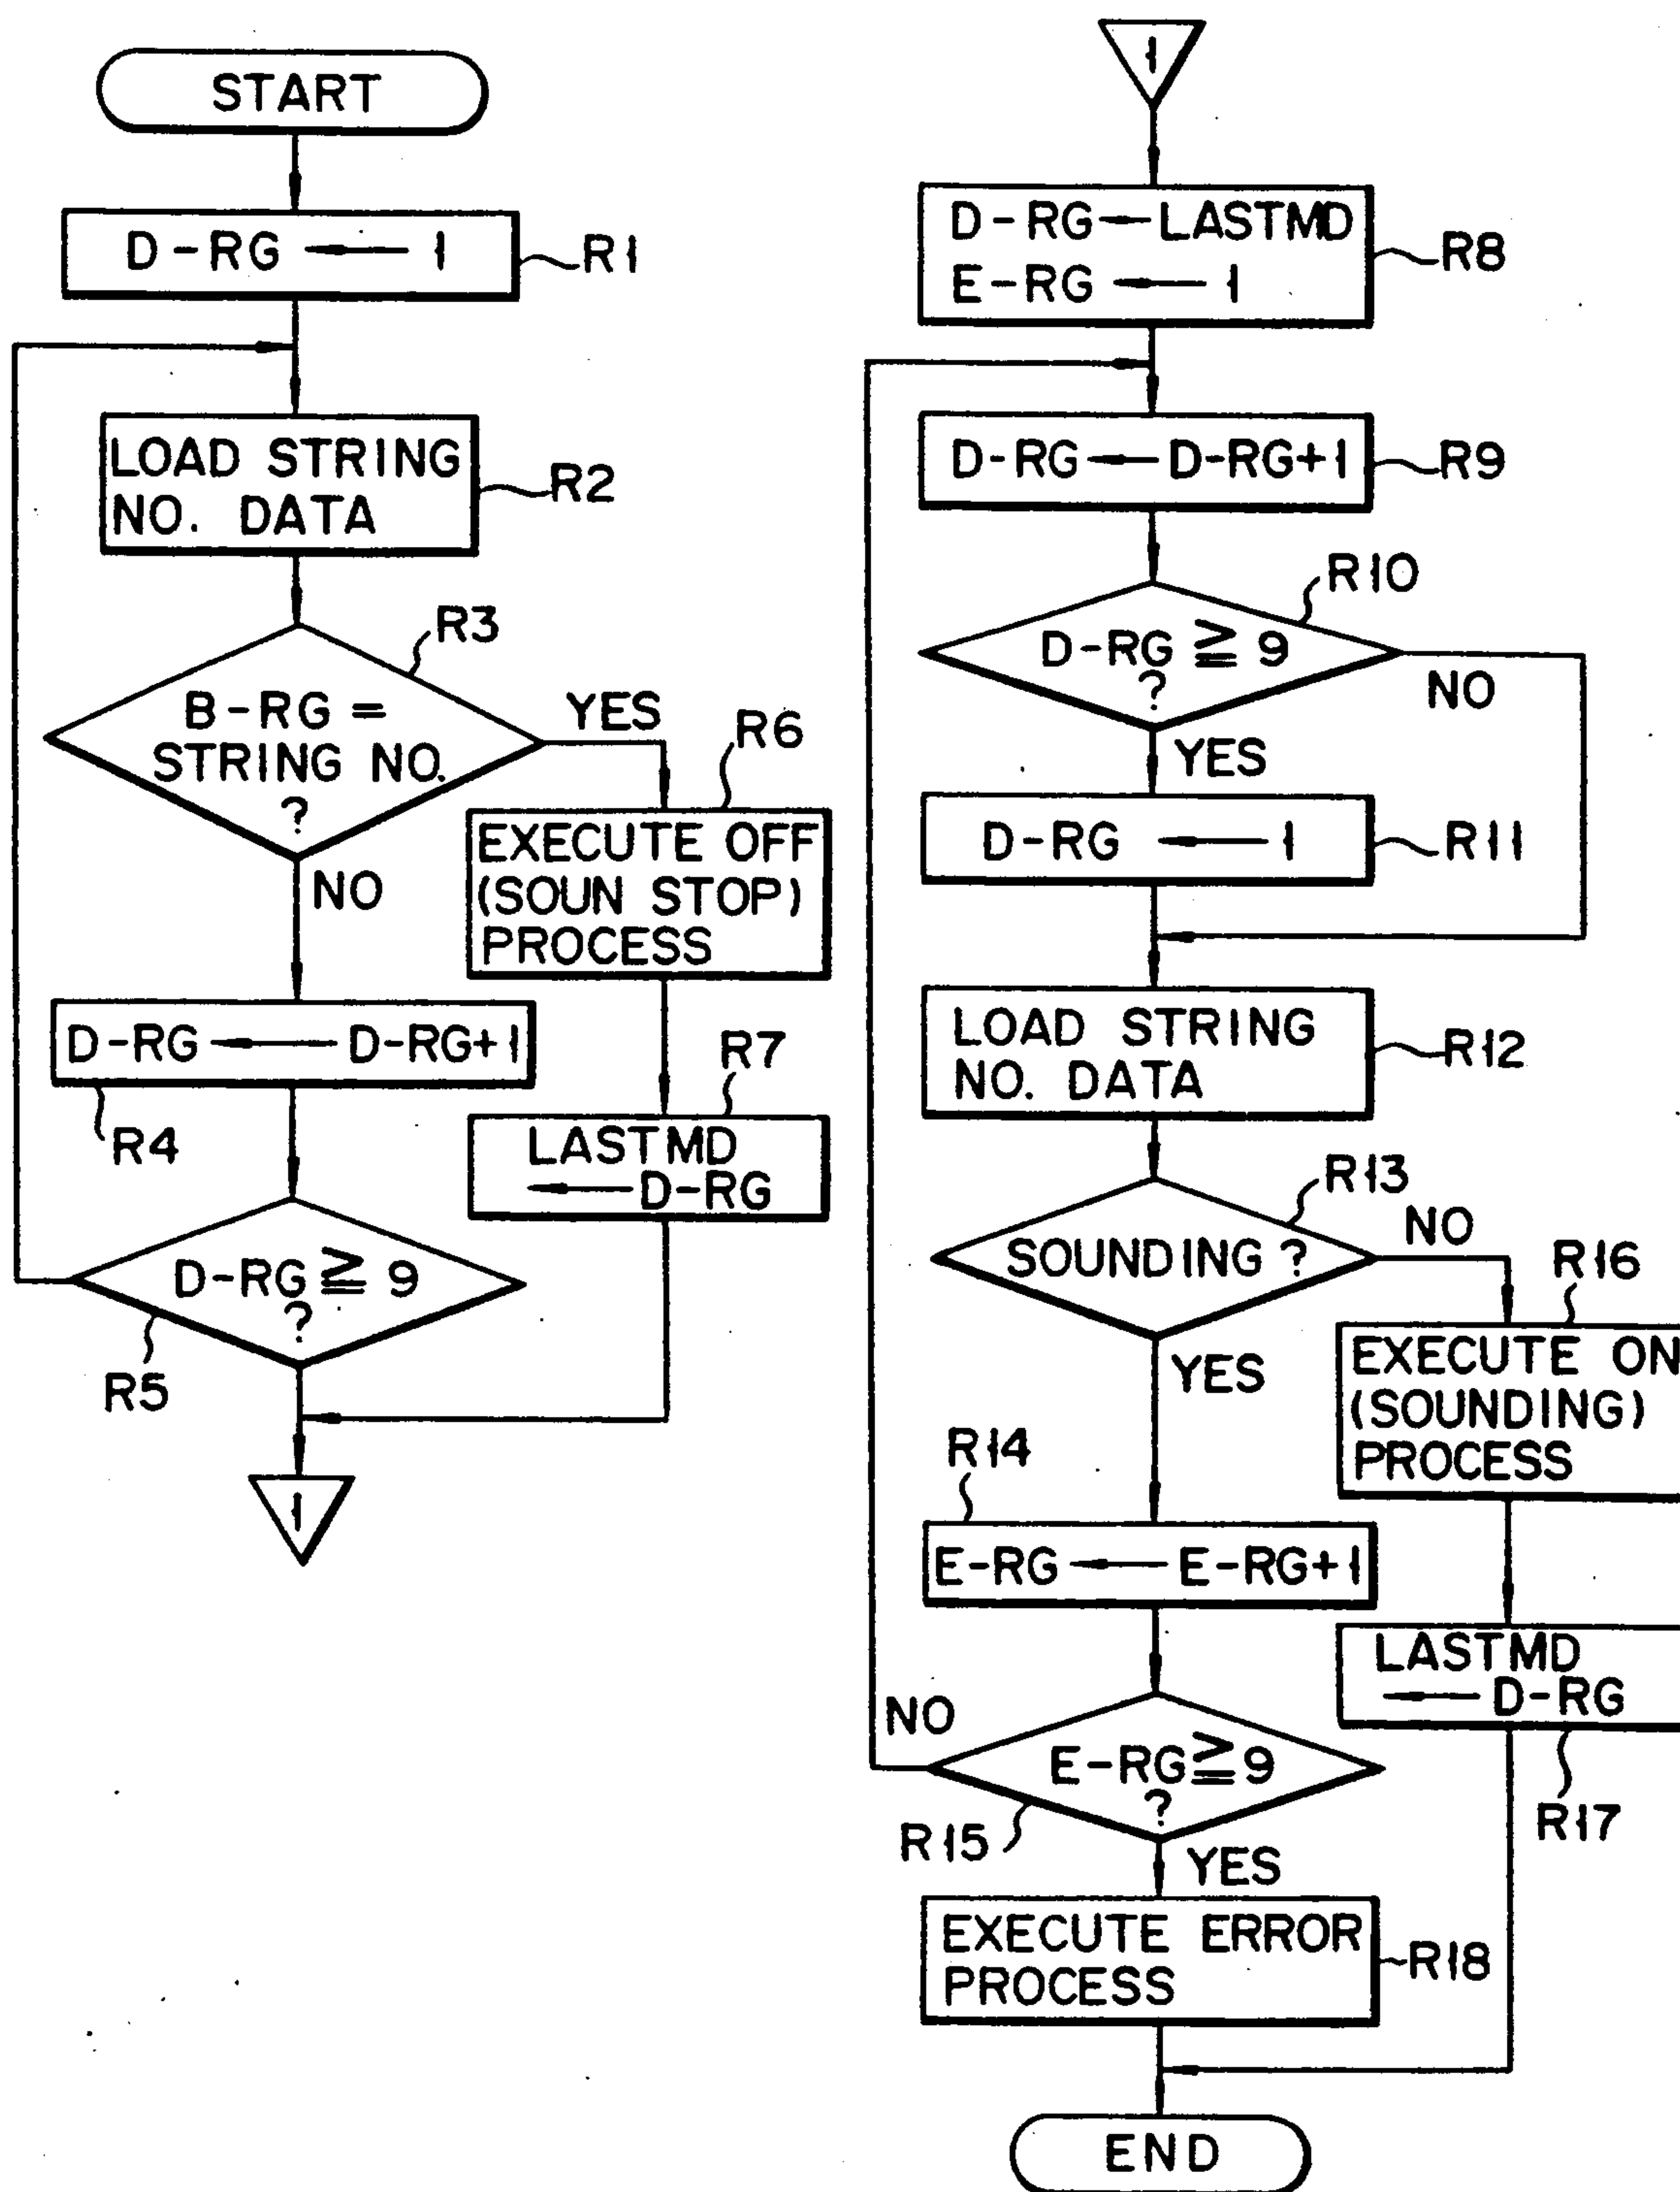 START
D-RG ← 1
R1
LOAD STRING
NO. DATA
R2
R3
B-RG =
STRING NO.
?
YES
NO
R6
EXECUTE OFF
(SOUN STOP)
PROCESS
D-RG ← D-RG+1
R4
R7
LASTMD
← D-RG
D-RG ≧ 9
?
R5
1
1
D-RG ← LASTMD
E-RG ← 1
R8
D-RG ← D-RG+1
R9
R10
D-RG ≧ 9
?
NO
YES
D-RG ← 1
R11
LOAD STRING
NO. DATA
R12
R13
SOUNDING ?
NO
YES
R16
EXECUTE ON
(SOUNDING)
PROCESS
R14
E-RG ← E-RG+1
LASTMD
← D-RG
R17
NO
E-RG ≧ 9
?
R15
YES
EXECUTE ERROR
PROCESS
R18
END